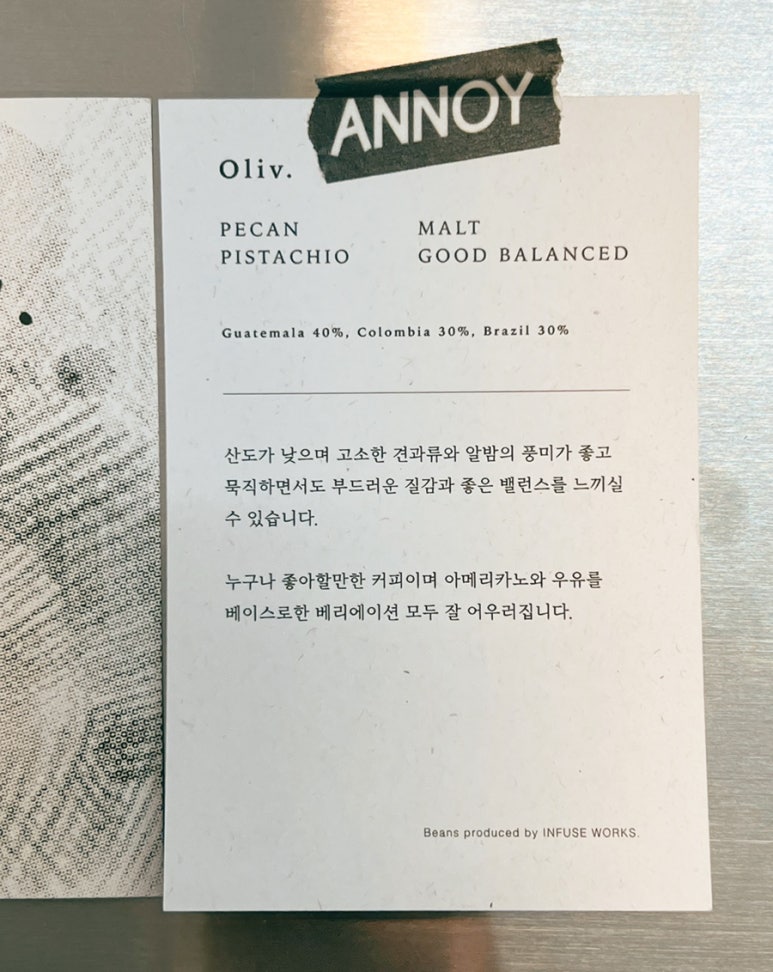 ANNOY
Oliv.
PECAN MALT
PISTACHIO GOOD BALANCED
Guatemala 40%, Colombia 30%, Brazil 30%
산도가 낮으며 고소한 견과류와 알밤의 풍미가 좋고
묵직하면서도 부드러운 질감과 좋은 밸런스를 느끼실
수 있습니다.
누구나 좋아할만한 커피이며 아메리카노와 우유를
베이스로한 베리에이션 모두 잘 어우러집니다.
Beans produced by INFUSE WORKS.